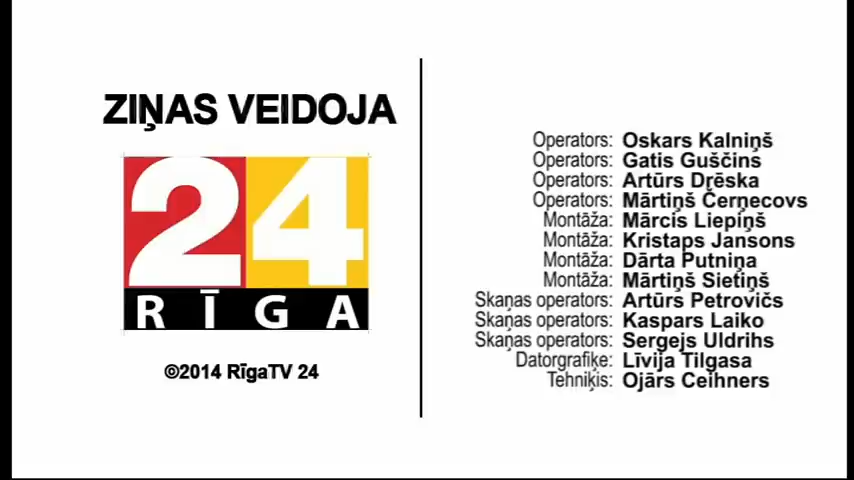 ZIŅAS VEIDOJA
24
RĪGA
©2014 RīgaTV 24
Operators: Oskars Kalniņš
Operators: Gatis Guščins
Operators: Artūrs Drēska
Operators: Mārtiņš Čerņecovs
Montāža: Mārcis Liepiņš
Montāža: Kristaps Jansons
Montāža: Dārta Putniņa
Montāža: Mārtiņš Sietiņš
Skaņas operators: Artūrs Petrovičs
Skaņas operators: Kaspars Laiko
Skaņas operators: Sergejs Uldrihs
Datorgrafiķe: Līvija Tilgasa
Tehniķis: Ojārs Ceihners